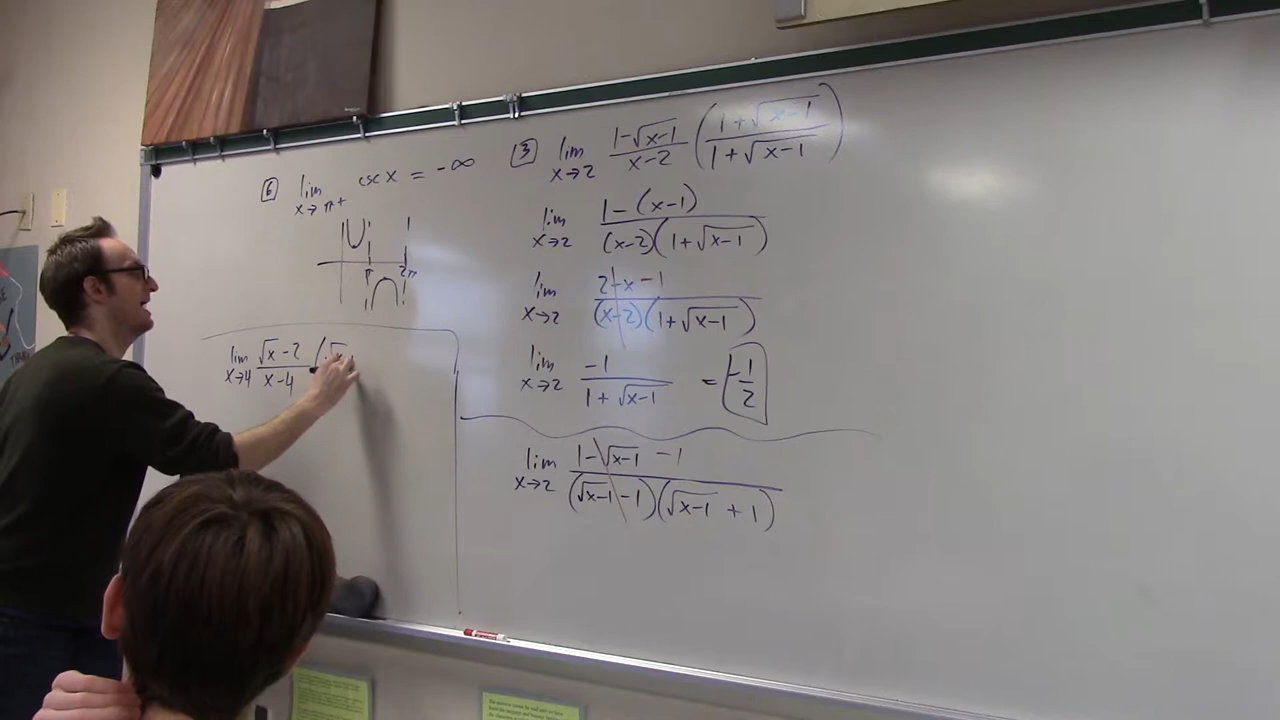 6 lim x→π+ csc x = -∞
π 2π
lim x→4 (√x - 2)/(x - 4) (√
3 lim x→2 (1-√(x-1))/(x-2) ((1+√(x-1))/(1+√(x-1)))
lim x→2 (1-(x-1))/((x-2)(1+√(x-1)))
lim x→2 (2-x -1)/((x-2)(1+√(x-1)))
lim x→2 (-1)/(1+√(x-1)) = -1/2
lim x→2 (1-√(x-1) -1)/((√(x-1) -1)(√(x-1) +1))